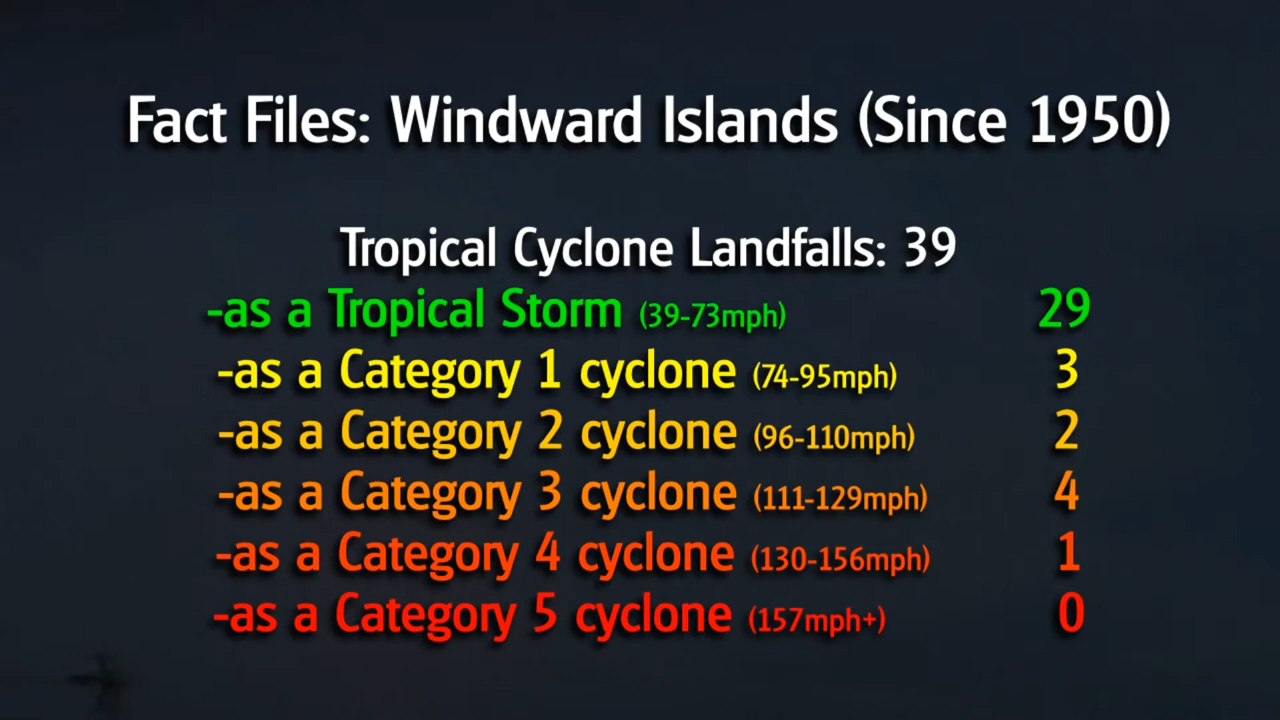 Fact Files: Windward Islands (Since 1950)
Tropical Cyclone Landfalls: 39
-as a Tropical Storm (39-73mph) 29
-as a Category 1 cyclone (74-95mph) 3
-as a Category 2 cyclone (96-110mph) 2
-as a Category 3 cyclone (111-129mph) 4
-as a Category 4 cyclone (130-156mph) 1
-as a Category 5 cyclone (157mph+) 0